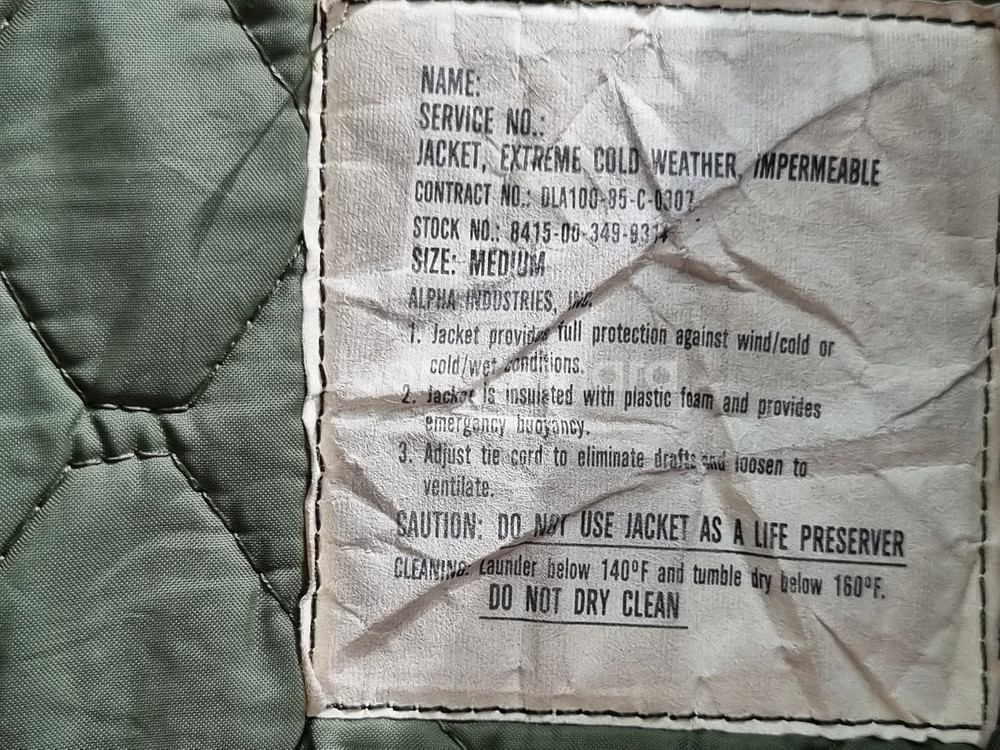 NAME:
SERVICE NO.:
JACKET, EXTREME COLD WEATHER, IMPERMEABLE
CONTRACT NO.: DLA100-85-C-0307
STOCK NO.: 8415-00-349-9314
SIZE: MEDIUM
ALPHA INDUSTRIES, INC.
1. Jacket provides full protection against wind/cold or
cold/wet conditions.
2. Jacket is insulated with plastic foam and provides
emergency buoyancy.
3. Adjust tie cord to eliminate drafts and loosen to
ventilate.
CAUTION: DO NOT USE JACKET AS A LIFE PRESERVER
CLEANING: Launder below 140ºF and tumble dry below 160ºF.
DO NOT DRY CLEAN